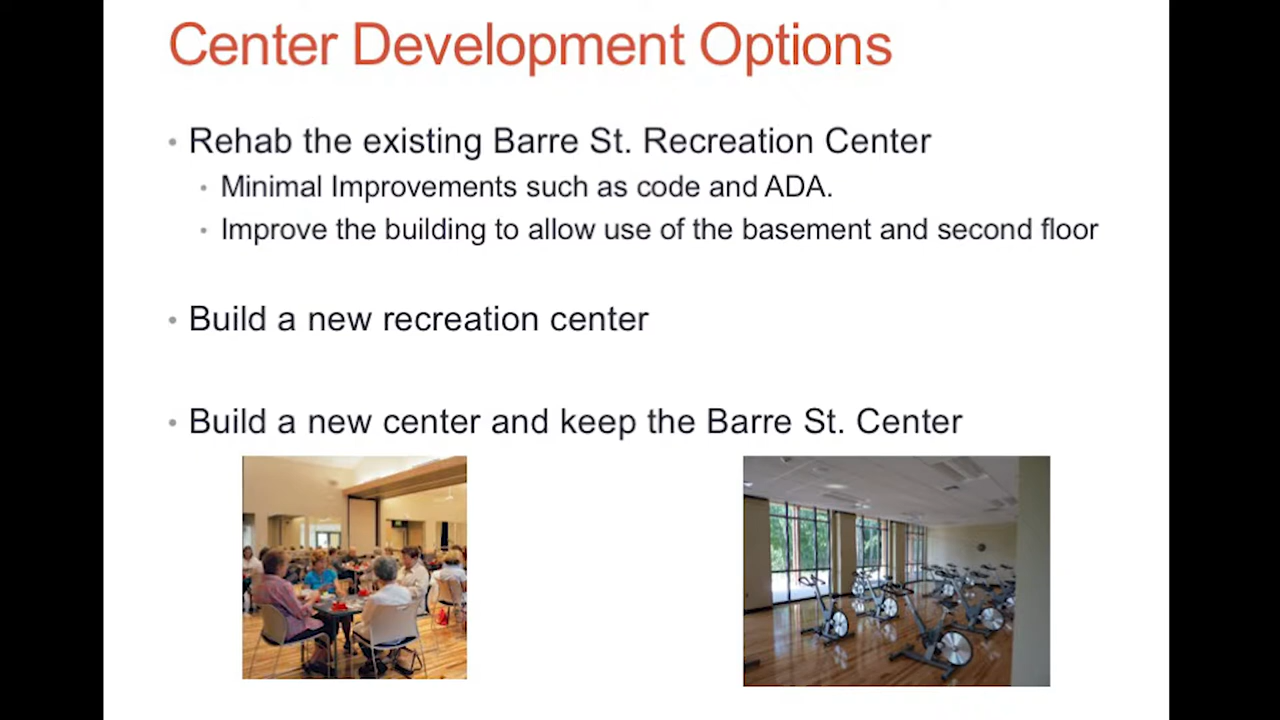 Center Development Options
• Rehab the existing Barre St. Recreation Center
• Minimal Improvements such as code and ADA.
• Improve the building to allow use of the basement and second floor
• Build a new recreation center
• Build a new center and keep the Barre St. Center